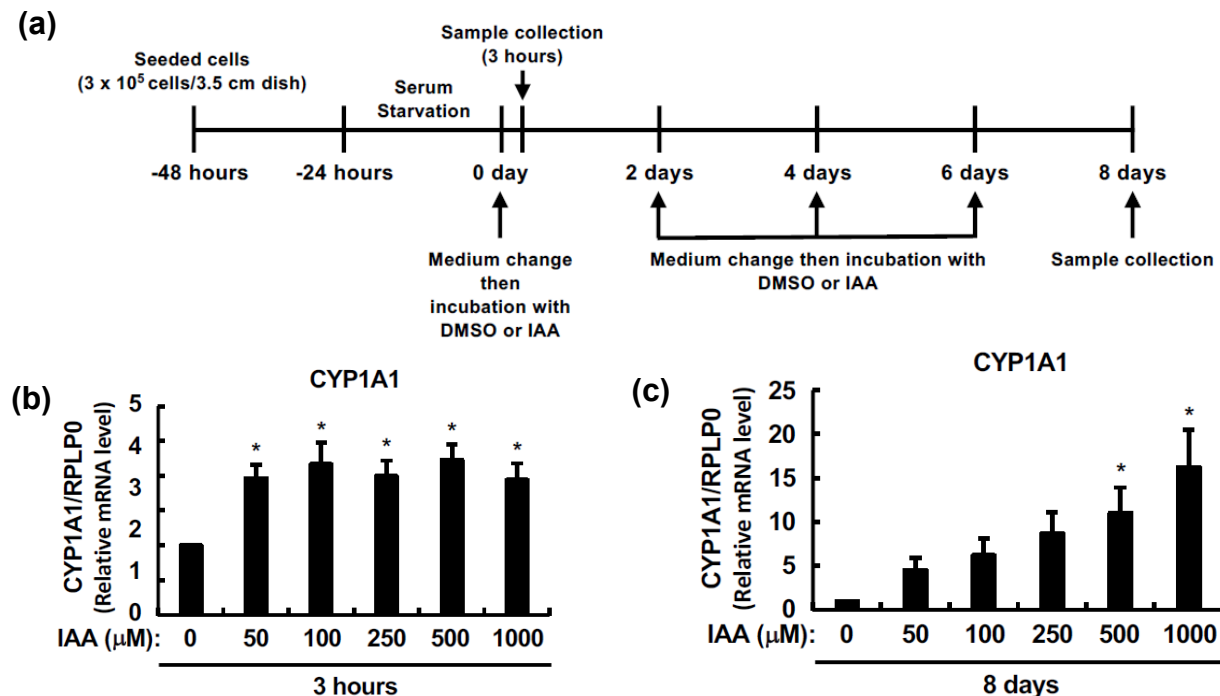 (a)
Sample collection
(3 hours)
Seeded cells
(3 x 10⁵ cells/3.5 cm dish)
Serum
Starvation
-48 hours -24 hours 0 day 2 days 4 days 6 days 8 days
Medium change
then
incubation with
DMSO or IAA
Medium change then incubation with
DMSO or IAA
Sample collection
(b)
CYP1A1
CYP1A1/RPLP0
(Relative mRNA level)
5
4
3
2
1
0
* * * * *
IAA (μM): 0 50 100 250 500 1000
3 hours
(c)
CYP1A1
CYP1A1/RPLP0
(Relative mRNA level)
25
20
15
10
5
0
* *
IAA (μM): 0 50 100 250 500 1000
8 days